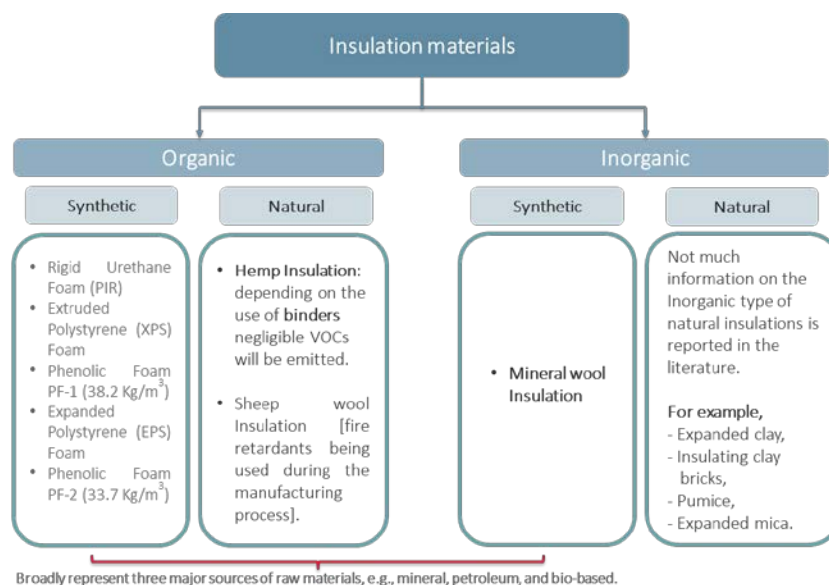 Insulation materials
Organic
Inorganic
Synthetic
Natural
Synthetic
Natural
• Rigid Urethane
Foam (PIR)
• Extruded
Polystyrene (XPS)
Foam
• Phenolic Foam
PF-1 (38.2 Kg/m³)
• Expanded
Polystyrene (EPS)
Foam
• Phenolic Foam
PF-2 (33.7 Kg/m³)
• Hemp Insulation:
depending on the
use of binders
negligible VOCs
will be emitted.
• Sheep wool
Insulation [fire
retardants being
used during the
manufacturing
process].
• Mineral wool
Insulation
Not much
information on the
Inorganic type of
natural insulations is
reported in the
literature.
For example,
- Expanded clay,
- Insulating clay
bricks,
- Pumice,
- Expanded mica.
Broadly represent three major sources of raw materials, e.g., mineral, petroleum, and bio-based.